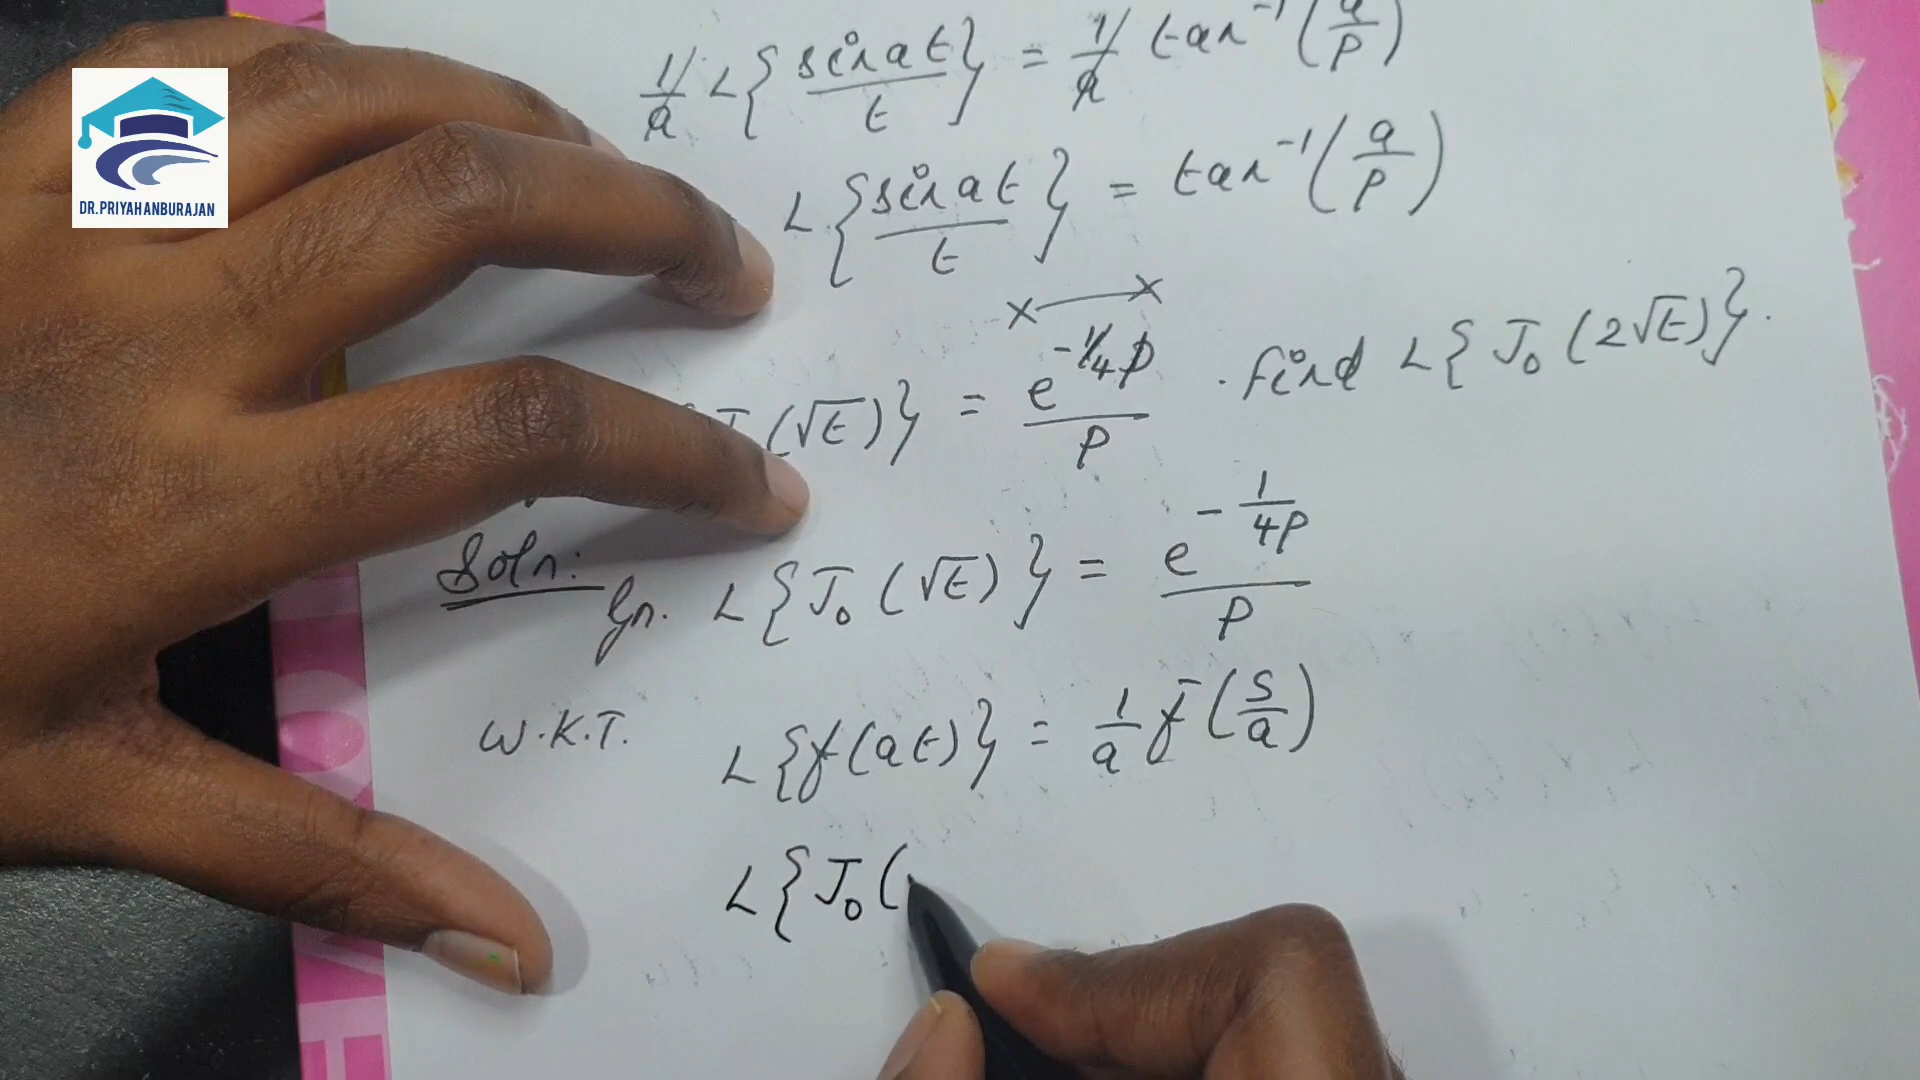 1/a L{sin at/t} = 1/a tan⁻¹(a/p)
L{sin at/t} = tan⁻¹(a/p)
x—x
(√t)} = e^(-1/4p)/p . find L{J₀(2√t)}.
Soln:
Gn. L{J₀(√t)} = e^(-1/4p)/p
W.K.T. L{f(at)} = 1/a f̄(s/a)
L{J₀(
DR.PRIYAHANBURAJAN